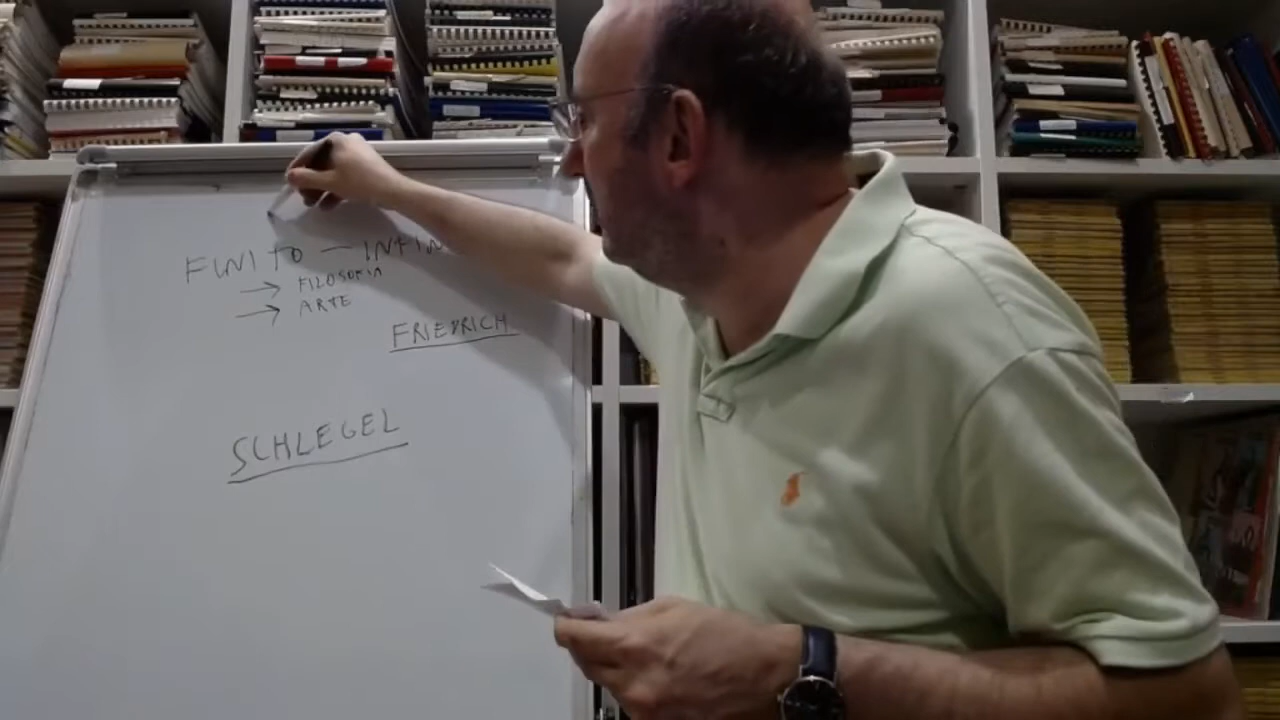 FINITO — INFIN
→ FILOSOFIA
→ ARTE
FRIEDRICH
SCHLEGEL